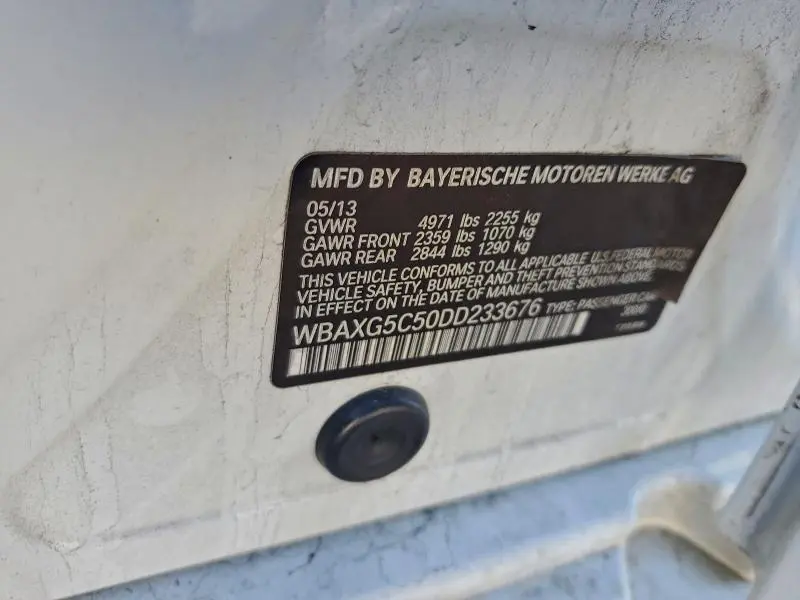 MFD BY BAYERISCHE MOTOREN WERKE AG
05/13
GVWR 4971 lbs 2255 kg
GAWR FRONT 2359 lbs 1070 kg
GAWR REAR 2844 lbs 1290 kg
THIS VEHICLE CONFORMS TO ALL APPLICABLE U.S. FEDERAL MOTOR
VEHICLE SAFETY, BUMPER AND THEFT PREVENTION STANDARDS
IN EFFECT ON THE DATE OF MANUFACTURE SHOWN ABOVE.
WBAXG5C50DD233676 TYPE: PASSENGER CAR